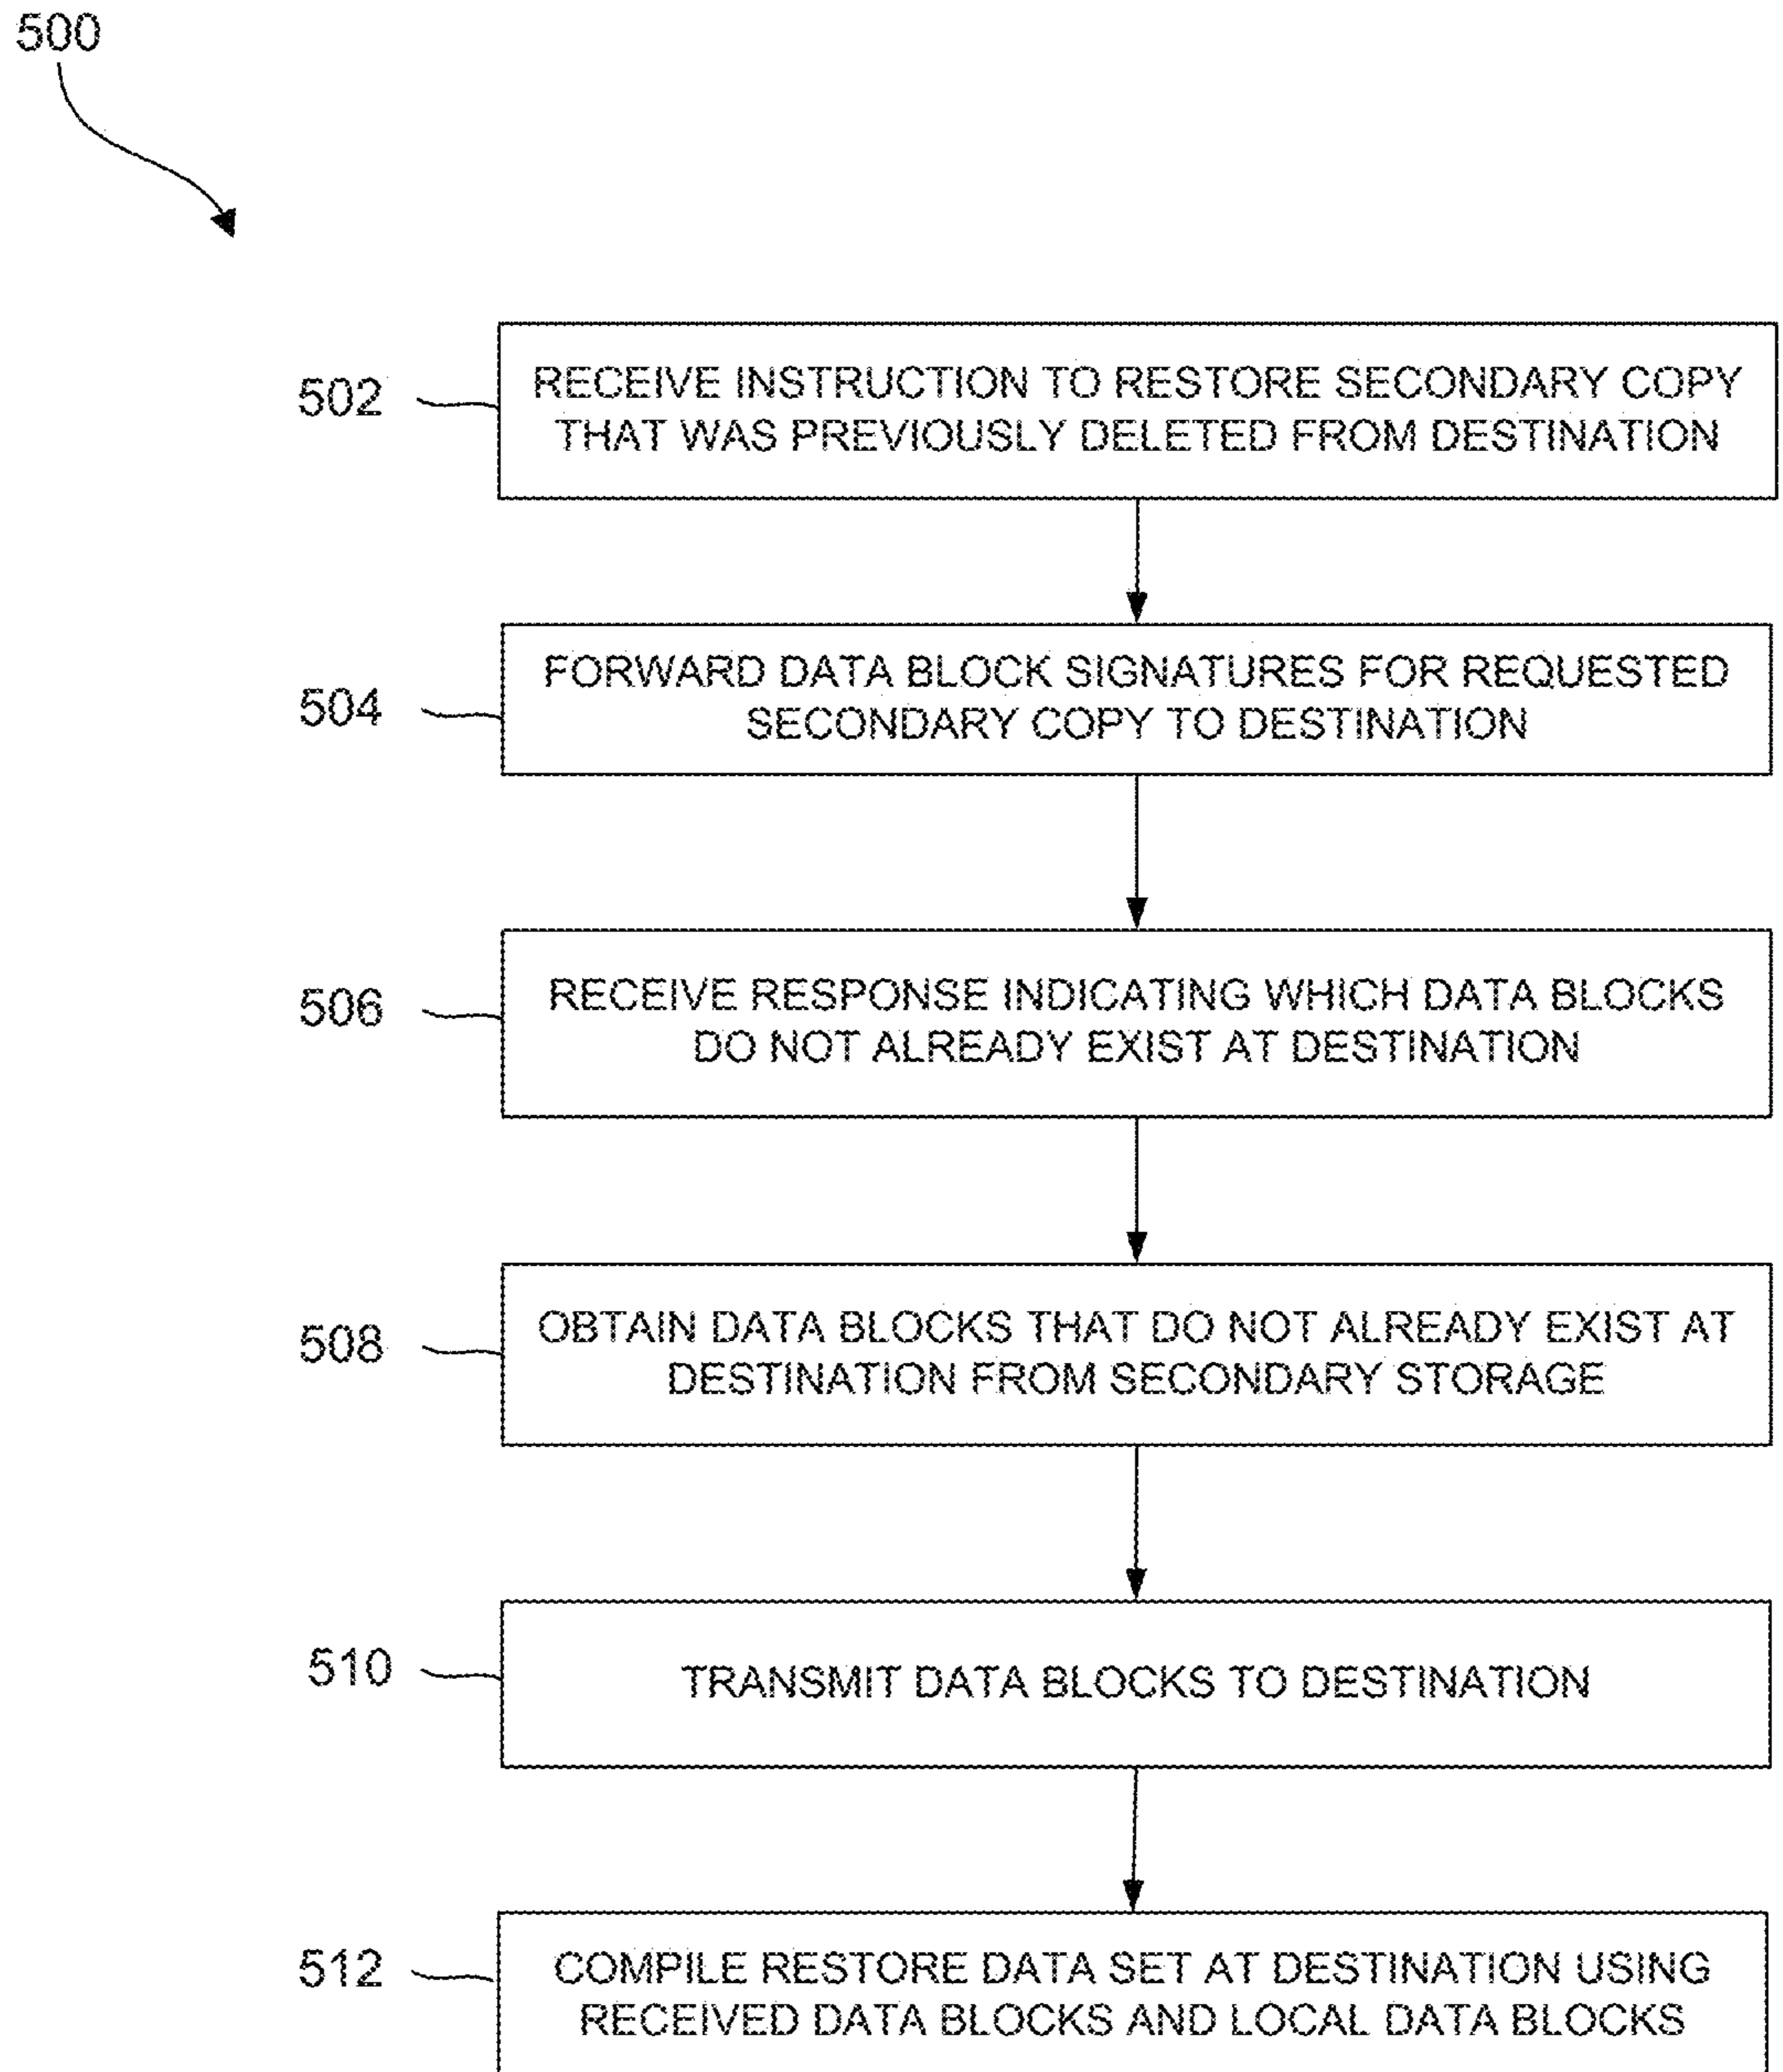 500
502
RECEIVE INSTRUCTION TO RESTORE SECONDARY COPY
THAT WAS PREVIOUSLY DELETED FROM DESTINATION
504
FORWARD DATA BLOCK SIGNATURES FOR REQUESTED
SECONDARY COPY TO DESTINATION
506
RECEIVE RESPONSE INDICATING WHICH DATA BLOCKS
DO NOT ALREADY EXIST AT DESTINATION
508
OBTAIN DATA BLOCKS THAT DO NOT ALREADY EXIST AT
DESTINATION FROM SECONDARY STORAGE
510
TRANSMIT DATA BLOCKS TO DESTINATION
512
COMPILE RESTORE DATA SET AT DESTINATION USING
RECEIVED DATA BLOCKS AND LOCAL DATA BLOCKS